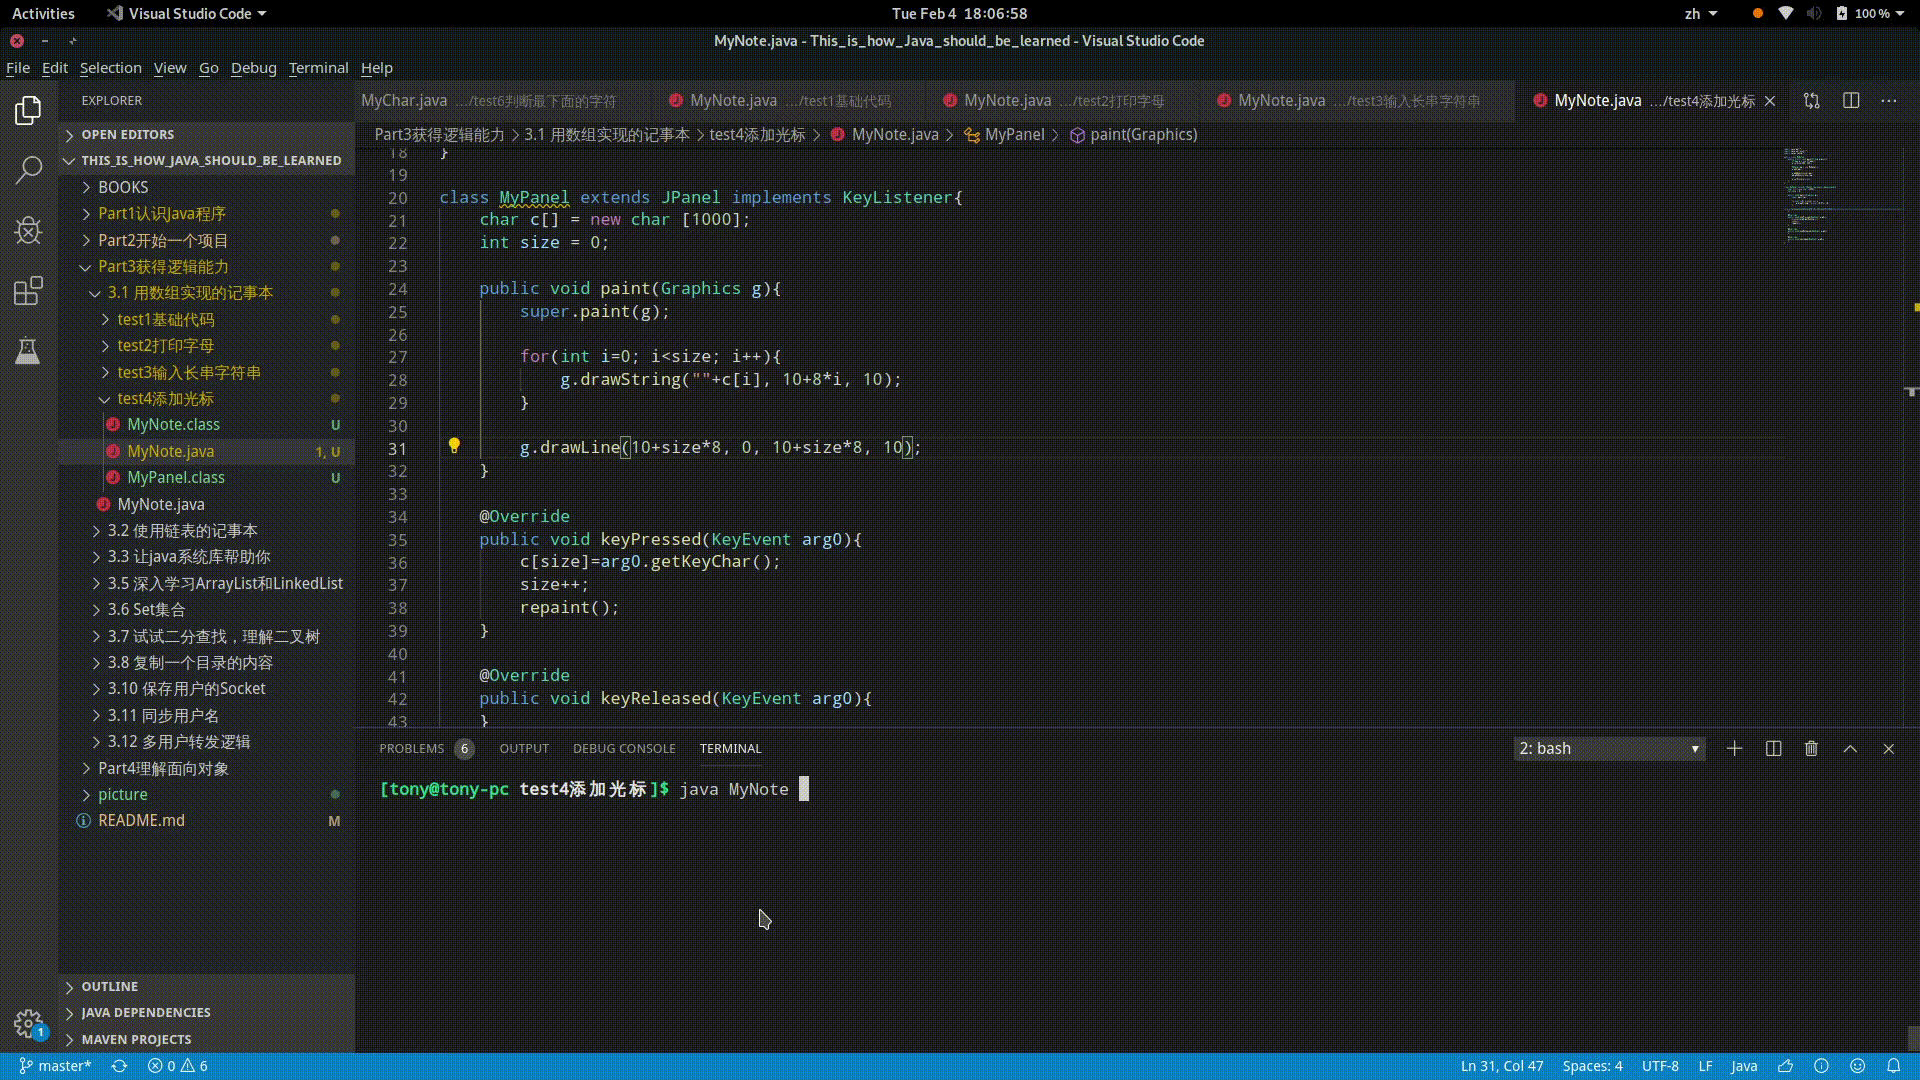 Activities Visual Studio Code Tue Feb 4 18:06:58 zh 100 %
MyNote.java - This_is_how_Java_should_be_learned - Visual Studio Code
File Edit Selection View Go Debug Terminal Help
EXPLORER
OPEN EDITORS
THIS_IS_HOW_JAVA_SHOULD_BE_LEARNED
BOOKS
Part1认识Java程序
Part2开始一个项目
Part3获得逻辑能力
3.1 用数组实现的记事本
test1基础代码
test2打印字母
test3输入长串字符串
test4添加光标
MyNote.class U
MyNote.java 1, U
MyPanel.class U
MyNote.java
3.2 使用链表的记事本
3.3 让java系统库帮助你
3.5 深入学习ArrayList和LinkedList
3.6 Set集合
3.7 试试二分查找，理解二叉树
3.8 复制一个目录的内容
3.10 保存用户的Socket
3.11 同步用户名
3.12 多用户转发逻辑
Part4理解面向对象
picture
README.md M
OUTLINE
JAVA DEPENDENCIES
MAVEN PROJECTS
1
MyChar.java .../test6判断最下面的字符 MyNote.java .../test1基础代码 MyNote.java .../test2打印字母 MyNote.java .../test3输入长串字符串 MyNote.java .../test4添加光标
Part3获得逻辑能力 3.1 用数组实现的记事本 test4添加光标 MyNote.java MyPanel paint(Graphics)
18 }
19
20 class MyPanel extends JPanel implements KeyListener{
21 char c[] = new char [1000];
22 int size = 0;
23
24 public void paint(Graphics g){
25 super.paint(g);
26
27 for(int i=0; i<size; i++){
28 g.drawString(""+c[i], 10+8*i, 10);
29 }
30
31 g.drawLine(10+size*8, 0, 10+size*8, 10);
32 }
33
34 @Override
35 public void keyPressed(KeyEvent arg0){
36 c[size]=arg0.getKeyChar();
37 size++;
38 repaint();
39 }
40
41 @Override
42 public void keyReleased(KeyEvent arg0){
43 }
PROBLEMS 6 OUTPUT DEBUG CONSOLE TERMINAL 2: bash
[tony@tony-pc test4添加光标]$ java MyNote
master* 0 6 Ln 31, Col 47 Spaces: 4 UTF-8 LF Java